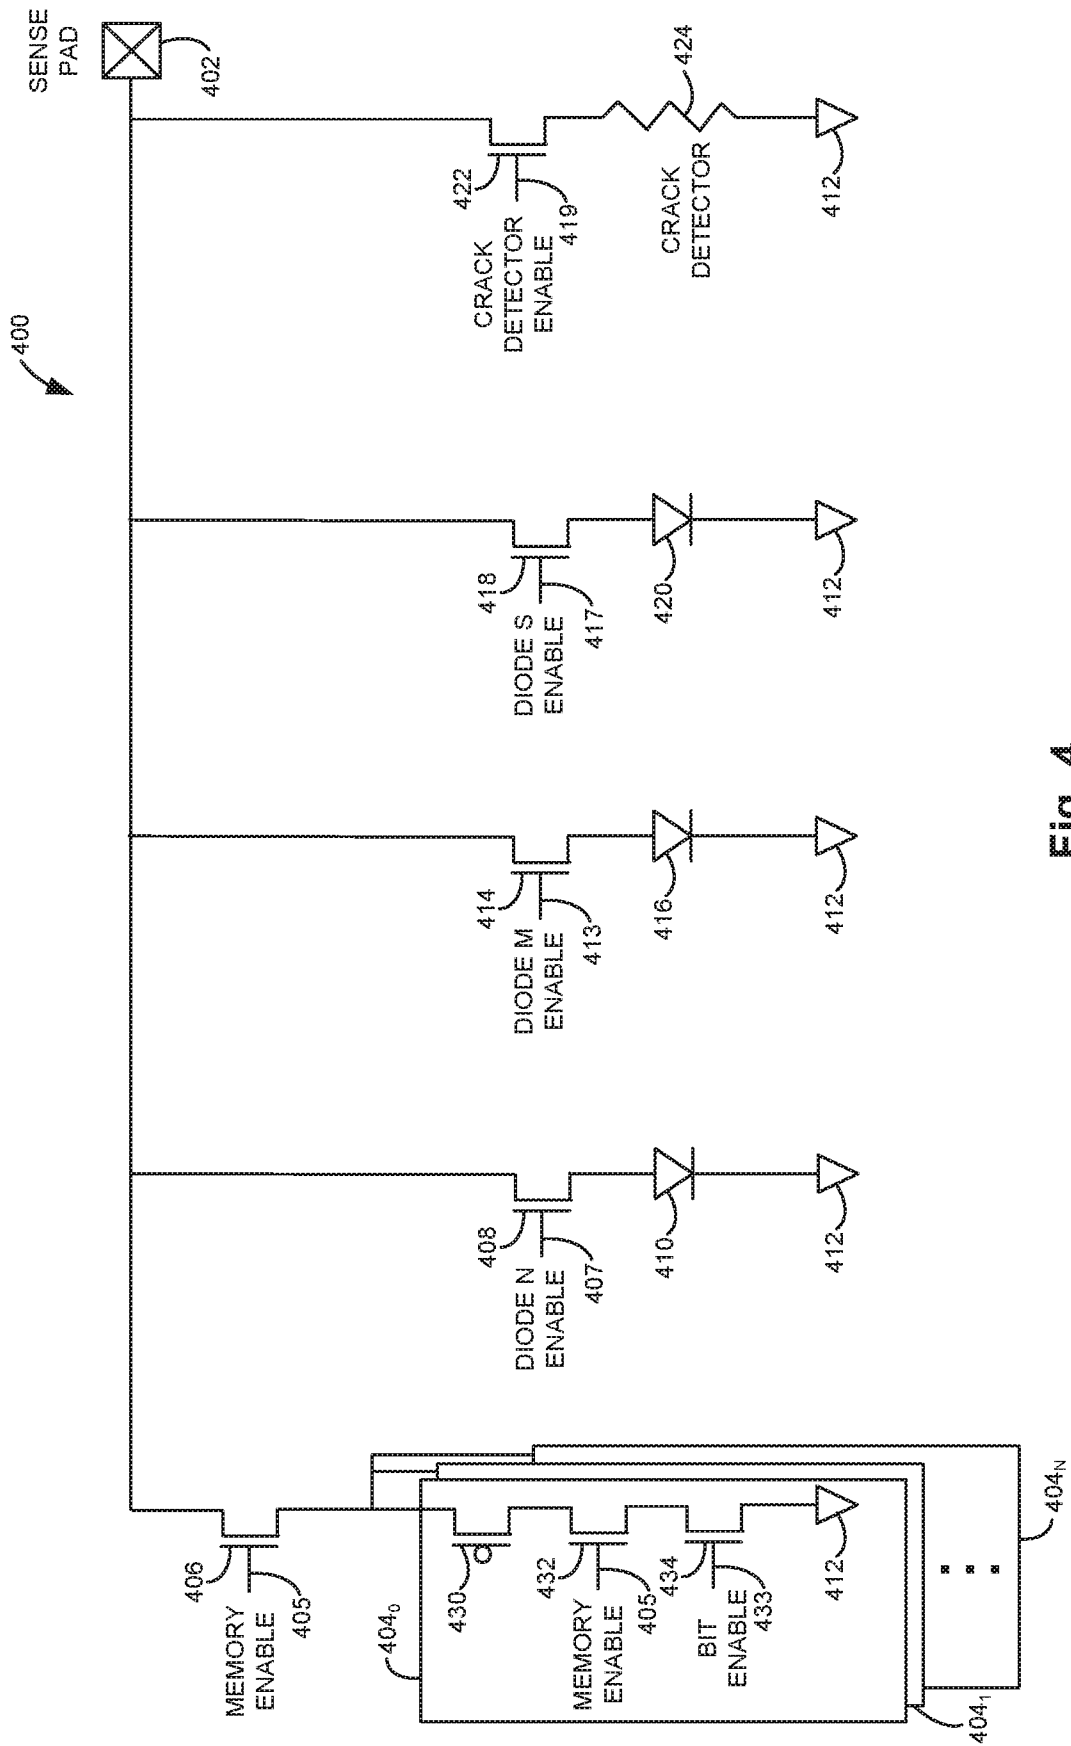 400
SENSE
PAD
402
MEMORY
ENABLE
405
406
404₀
430
432
MEMORY
ENABLE
405
434
BIT
ENABLE
433
412
404₁
404N
DIODE N
ENABLE
407
408
410
412
DIODE M
ENABLE
413
414
416
412
DIODE S
ENABLE
417
418
420
412
CRACK
DETECTOR
ENABLE
419
422
424
CRACK
DETECTOR
412
Fig. 4